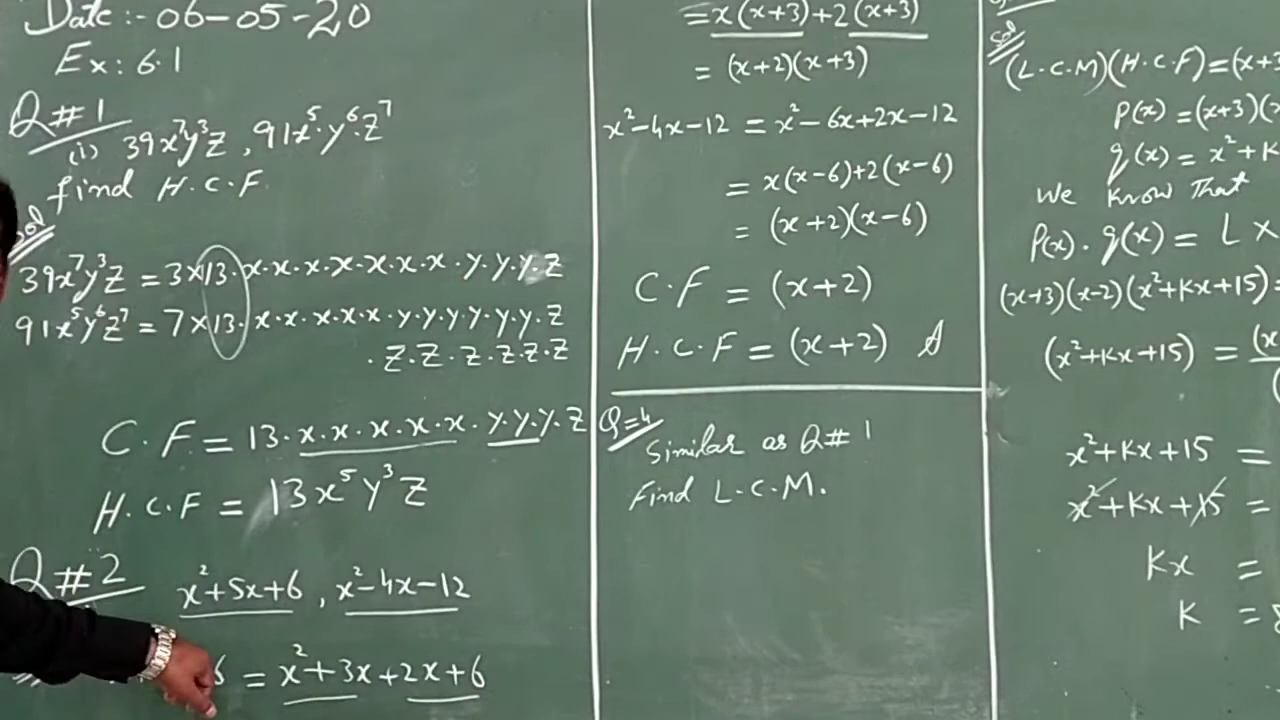 Date:-06-05-20
Ex: 6.1
Q#1
(i) 39x⁷y³z , 91x⁵.y⁶.z⁷
find H.C.F.
Sol
39x⁷y³z = 3×13.x.x.x.x.x.x.x.y.y.y.z
91x⁵y⁶z⁷ = 7×13.x.x.x.x.x.y.y.y.y.y.y.z
.z.z.z.z.z.z
C.F. = 13.x.x.x.x.x.y.y.y.z
H.C.F = 13x⁵y³z
Q#2
x²+5x+6 , x²-4x-12
6 = x²+3x+2x+6
= x(x+3)+2(x+3)
= (x+2)(x+3)
x²-4x-12 = x²-6x+2x-12
= x(x-6)+2(x-6)
= (x+2)(x-6)
C.F = (x+2)
H.C.F = (x+2)
Q=4
Similar as Q#1
Find L.C.M.
Sol
(L.C.M)(H.C.F)=(x+3
P(x) = (x+3)(x
q(x) = x²+K
We Know That
P(x).q(x) = L×
(x+3)(x-2)(x²+Kx+15)=
(x²+Kx+15) = (x
x²+Kx+15 =
x²+Kx+15 =
Kx =
K =